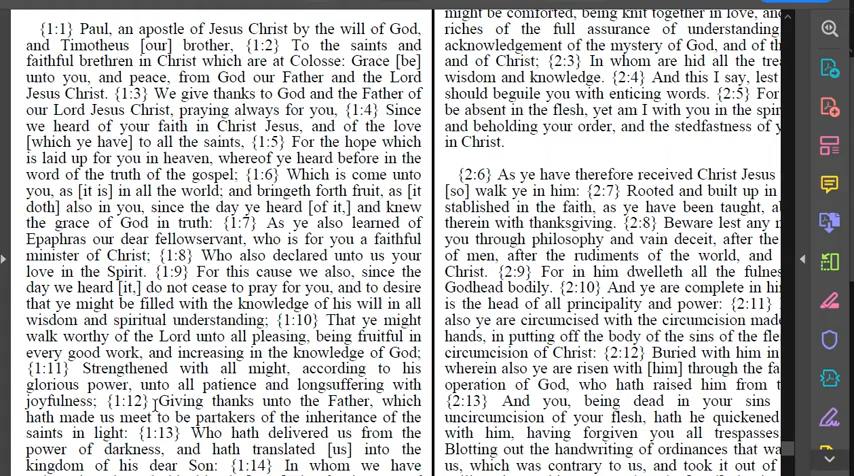 {1:1} Paul, an apostle of Jesus Christ by the will of God,
and Timotheus [our] brother, {1:2} To the saints and
faithful brethren in Christ which are at Colosse: Grace [be]
unto you, and peace, from God our Father and the Lord
Jesus Christ. {1:3} We give thanks to God and the Father of
our Lord Jesus Christ, praying always for you, {1:4} Since
we heard of your faith in Christ Jesus, and of the love
[which ye have] to all the saints, {1:5} For the hope which
is laid up for you in heaven, whereof ye heard before in the
word of the truth of the gospel; {1:6} Which is come unto
you, as [it is] in all the world; and bringeth forth fruit, as [it
doth] also in you, since the day ye heard [of it,] and knew
the grace of God in truth: {1:7} As ye also learned of
Epaphras our dear fellowservant, who is for you a faithful
minister of Christ; {1:8} Who also declared unto us your
love in the Spirit. {1:9} For this cause we also, since the
day we heard [it,] do not cease to pray for you, and to desire
that ye might be filled with the knowledge of his will in all
wisdom and spiritual understanding; {1:10} That ye might
walk worthy of the Lord unto all pleasing, being fruitful in
every good work, and increasing in the knowledge of God;
{1:11} Strengthened with all might, according to his
glorious power, unto all patience and longsuffering with
joyfulness; {1:12} Giving thanks unto the Father, which
hath made us meet to be partakers of the inheritance of the
saints in light: {1:13} Who hath delivered us from the
power of darkness, and hath translated [us] into the
kingdom of his dear Son: {1:14} In whom we have
might be comforted, being knit together in love, and
riches of the full assurance of understanding
acknowledgement of the mystery of God, and of th
and of Christ; {2:3} In whom are hid all the trea
wisdom and knowledge. {2:4} And this I say, lest
should beguile you with enticing words. {2:5} For
be absent in the flesh, yet am I with you in the spir
and beholding your order, and the stedfastness of y
in Christ.
{2:6} As ye have therefore received Christ Jesus
[so] walk ye in him: {2:7} Rooted and built up in
stablished in the faith, as ye have been taught, a
therein with thanksgiving. {2:8} Beware lest any
you through philosophy and vain deceit, after the
of men, after the rudiments of the world, and
Christ. {2:9} For in him dwelleth all the fulnes
Godhead bodily. {2:10} And ye are complete in hi
is the head of all principality and power: {2:11}
also ye are circumcised with the circumcision made
hands, in putting off the body of the sins of the fle
circumcision of Christ: {2:12} Buried with him in
wherein also ye are risen with [him] through the fa
operation of God, who hath raised him from t
{2:13} And you, being dead in your sins
uncircumcision of your flesh, hath he quickened
with him, having forgiven you all trespasses
Blotting out the handwriting of ordinances that wa
us, which was contrary to us, and took it out of